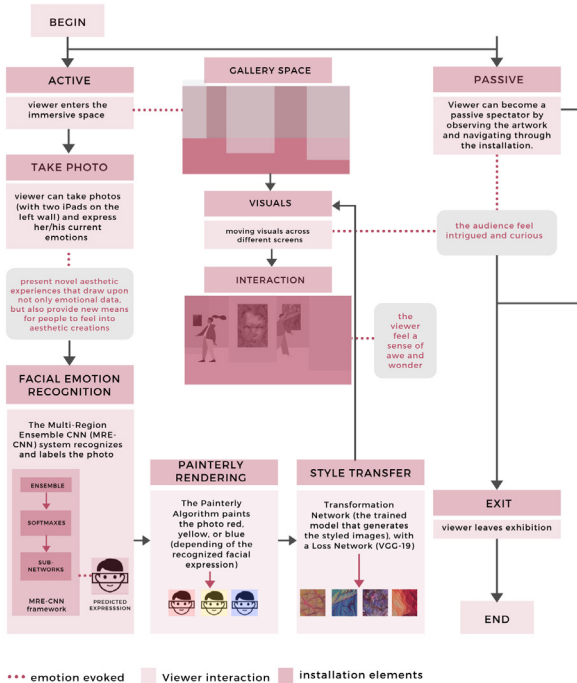 BEGIN
ACTIVE
viewer enters the
immersive space
TAKE PHOTO
viewer can take photos
(with two iPads on the
left wall) and express
her/his current
emotions
present novel aesthetic
experiences that draw upon
not only emotional data,
but also provide new means
for people to feel into
aesthetic creations
FACIAL EMOTION
RECOGNITION
The Multi-Region
Ensemble CNN (MRE-
CNN) system recognizes
and labels the photo
ENSEMBLE
SOFTMAXES
SUB-
NETWORKS
MRE-CNN
framework
PREDICTED
EXPRESSSION
PAINTERLY
RENDERING
The Painterly
Algorithm paints
the photo red,
yellow, or blue
(depending of the
recognized facial
expression)
STYLE TRANSFER
Transformation
Network (the trained
model that generates
the styled images), with
a Loss Network (VGG-19)
GALLERY SPACE
VISUALS
moving visuals across
different screens
INTERACTION
the
viewer
feel a
sense of
awe and
wonder
PASSIVE
Viewer can become a
passive spectator by
observing the artwork
and navigating through
the installation.
the audience feel
intrigued and curious
EXIT
viewer leaves exhibition
END
emotion evoked
Viewer interaction
installation elements